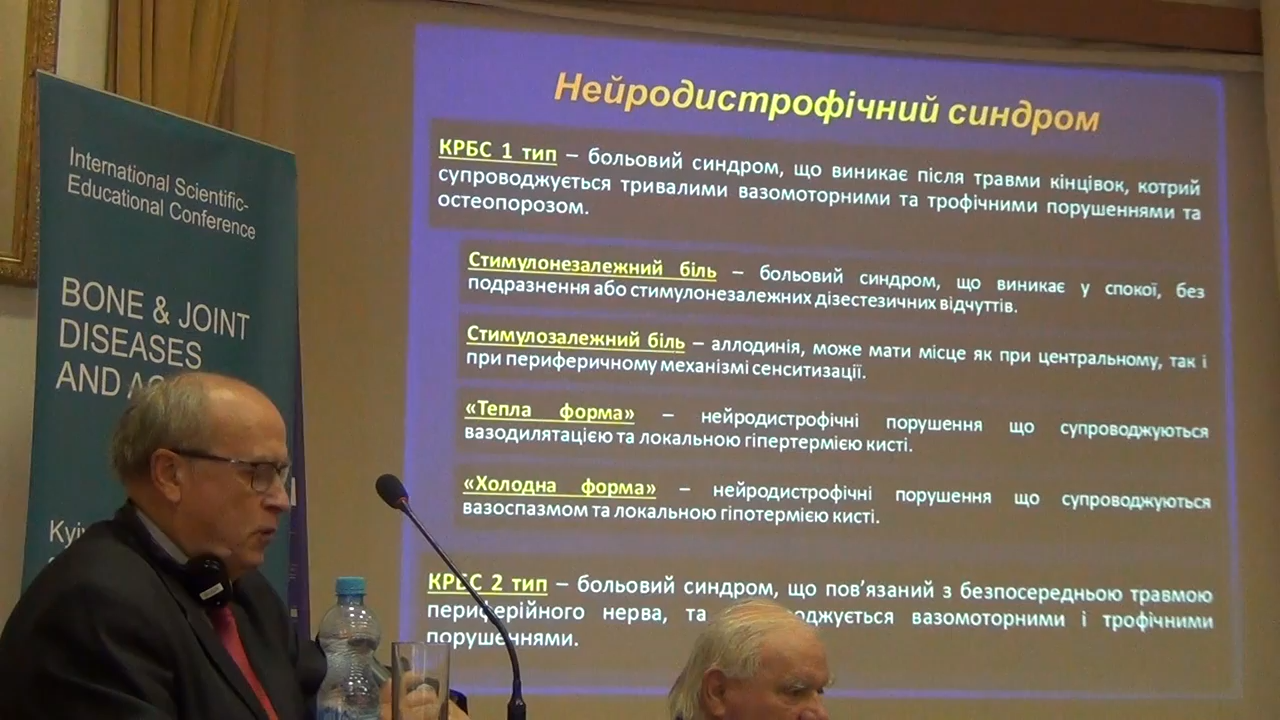 International Scientific-
Educational Conference
BONE & JOINT
DISEASES
AND
Нейродистрофічний синдром
КРБС 1 тип – больовий синдром, що виникає після травми кінцівок, котрий
супроводжується тривалими вазомоторними та трофічними порушеннями та
остеопорозом.
Стимулонезалежний біль – больовий синдром, що виникає у спокої, без
подразнення або стимулонезалежних дізестезичних відчуттів.
Стимулозалежний біль – аллодинія, може мати місце як при центральному, так і
при периферичному механізмі сенситизації.
«Тепла форма» – нейродистрофічні порушення що супроводжуються
вазодилятацією та локальною гіпертермією кисті.
«Холодна форма» – нейродистрофічні порушення що супроводжуються
вазоспазмом та локальною гіпотермією кисті.
КРБС 2 тип – больовий синдром, що пов’язаний з безпосередньою травмою
периферійного нерва, та вазомоторними і трофічними
порушеннями.